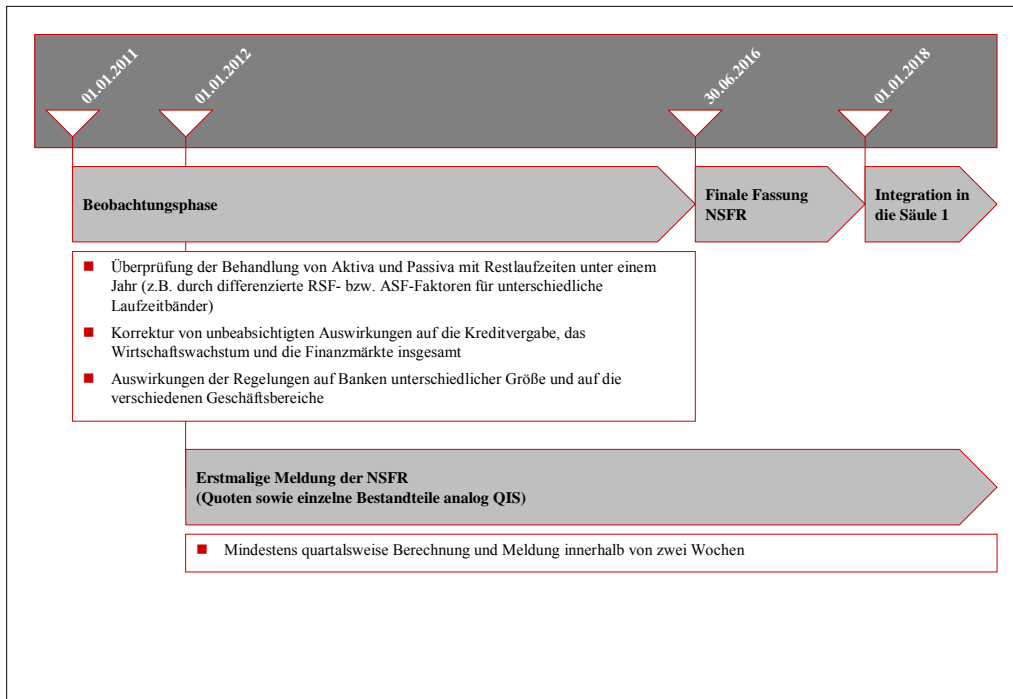 01.01.2011
01.01.2012
30.06.2016
01.01.2018
Beobachtungsphase
Finale Fassung
NSFR
Integration in
die Säule 1
Überprüfung der Behandlung von Aktiva und Passiva mit Restlaufzeiten unter einem
Jahr (z.B. durch differenzierte RSF- bzw. ASF-Faktoren für unterschiedliche
Laufzeitbänder)
Korrektur von unbeabsichtigten Auswirkungen auf die Kreditvergabe, das
Wirtschaftswachstum und die Finanzmärkte insgesamt
Auswirkungen der Regelungen auf Banken unterschiedlicher Größe und auf die
verschiedenen Geschäftsbereiche
Erstmalige Meldung der NSFR
(Quoten sowie einzelne Bestandteile analog QIS)
Mindestens quartalsweise Berechnung und Meldung innerhalb von zwei Wochen